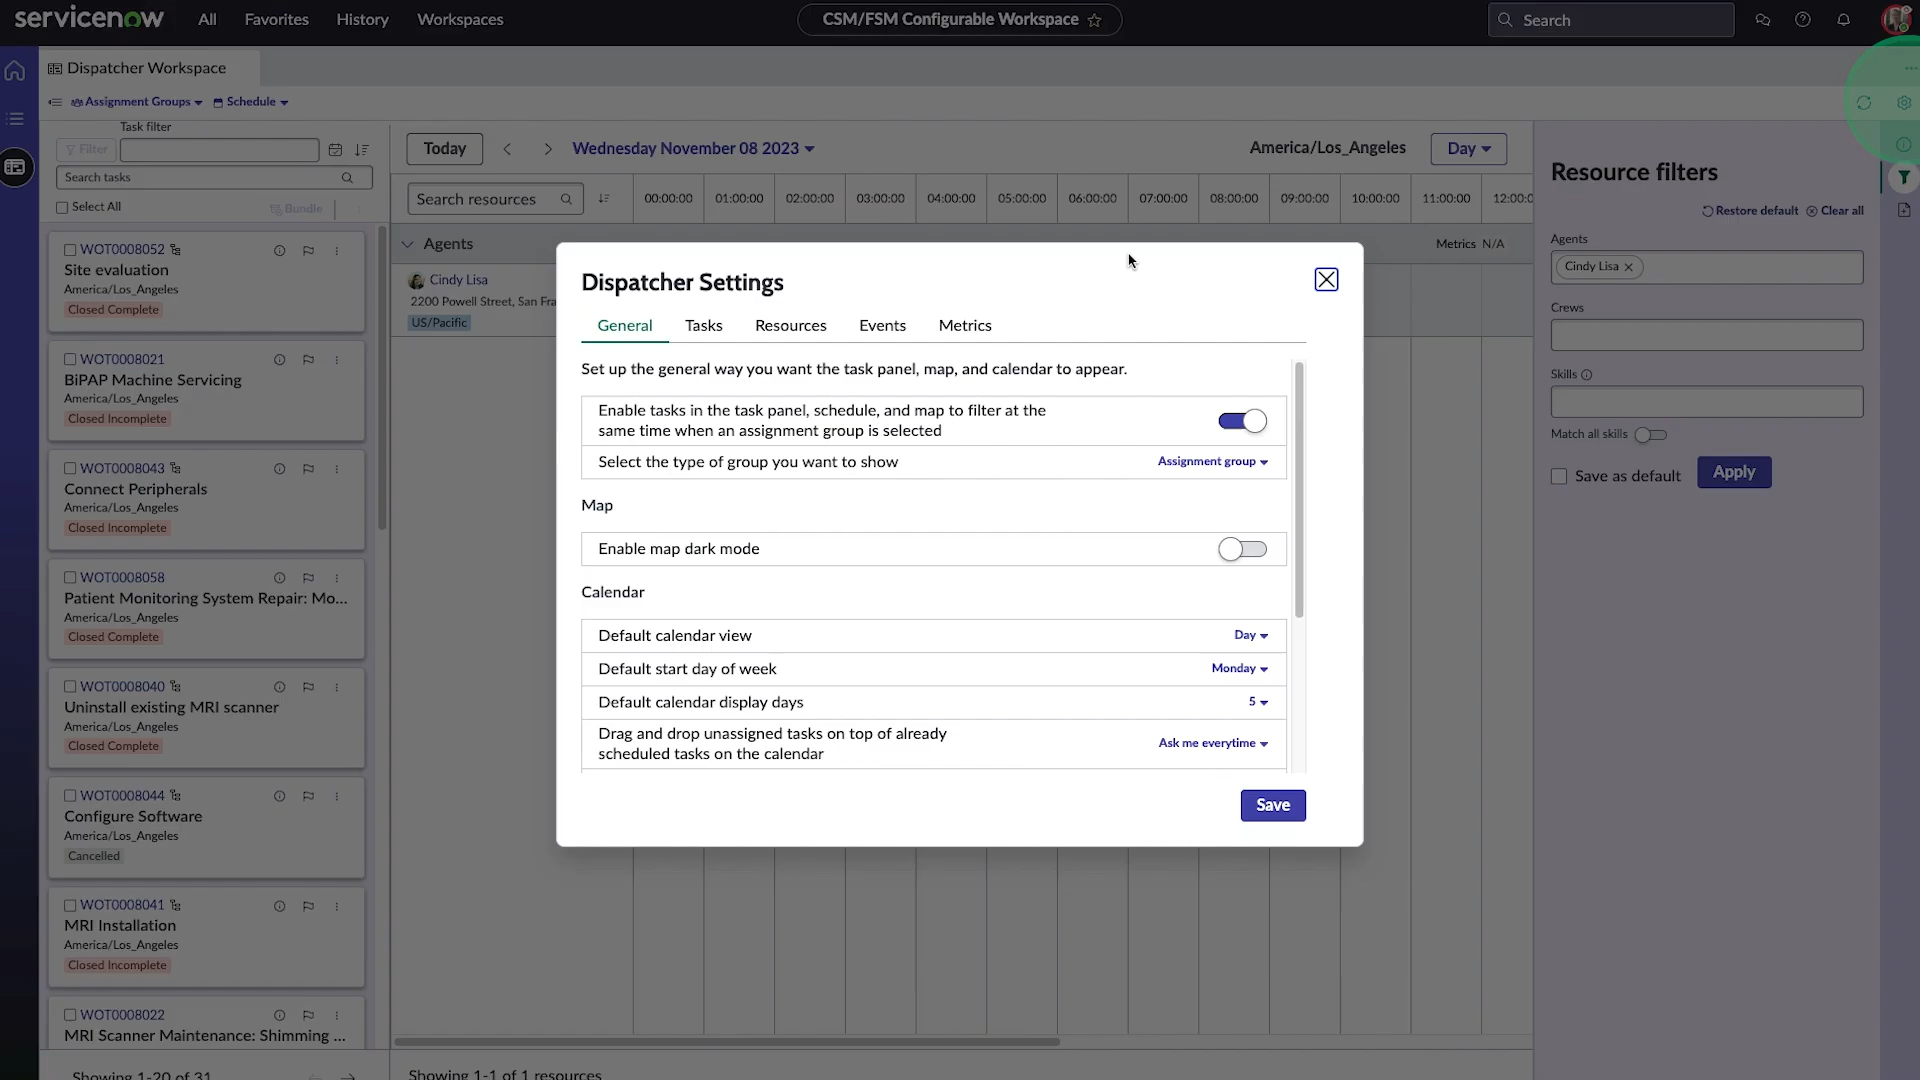 servicenow
All
Favorites
History
Workspaces
CSM/FSM Configurable Workspace
Search
Dispatcher Workspace
Assignment Groups
Schedule
Task filter
Filter
Search tasks
Select All
Bundle
WOT0008052
Site evaluation
America/Los_Angeles
Closed Complete
WOT0008021
BiPAP Machine Servicing
America/Los_Angeles
Closed Incomplete
WOT0008043
Connect Peripherals
America/Los_Angeles
Closed Incomplete
WOT0008058
Patient Monitoring System Repair: Mo...
America/Los_Angeles
Closed Complete
WOT0008040
Uninstall existing MRI scanner
America/Los_Angeles
Closed Complete
WOT0008044
Configure Software
America/Los_Angeles
Cancelled
WOT0008041
MRI Installation
America/Los_Angeles
Closed Incomplete
WOT0008022
MRI Scanner Maintenance: Shimming ...
Showing 1-20 of 31
Today
Wednesday November 08 2023
America/Los_Angeles
Day
Search resources
00:00:00
01:00:00
02:00:00
03:00:00
04:00:00
05:00:00
06:00:00
07:00:00
08:00:00
09:00:00
10:00:00
11:00:00
12:00:0
Agents
Metrics N/A
Cindy Lisa
2200 Powell Street, San Fra
US/Pacific
Showing 1-1 of 1 resources
Dispatcher Settings
General
Tasks
Resources
Events
Metrics
Set up the general way you want the task panel, map, and calendar to appear.
Enable tasks in the task panel, schedule, and map to filter at the
same time when an assignment group is selected
Select the type of group you want to show
Assignment group
Map
Enable map dark mode
Calendar
Default calendar view
Day
Default start day of week
Monday
Default calendar display days
5
Drag and drop unassigned tasks on top of already
scheduled tasks on the calendar
Ask me everytime
Save
Resource filters
Restore default
Clear all
Agents
Cindy Lisa
Crews
Skills
Match all skills
Save as default
Apply